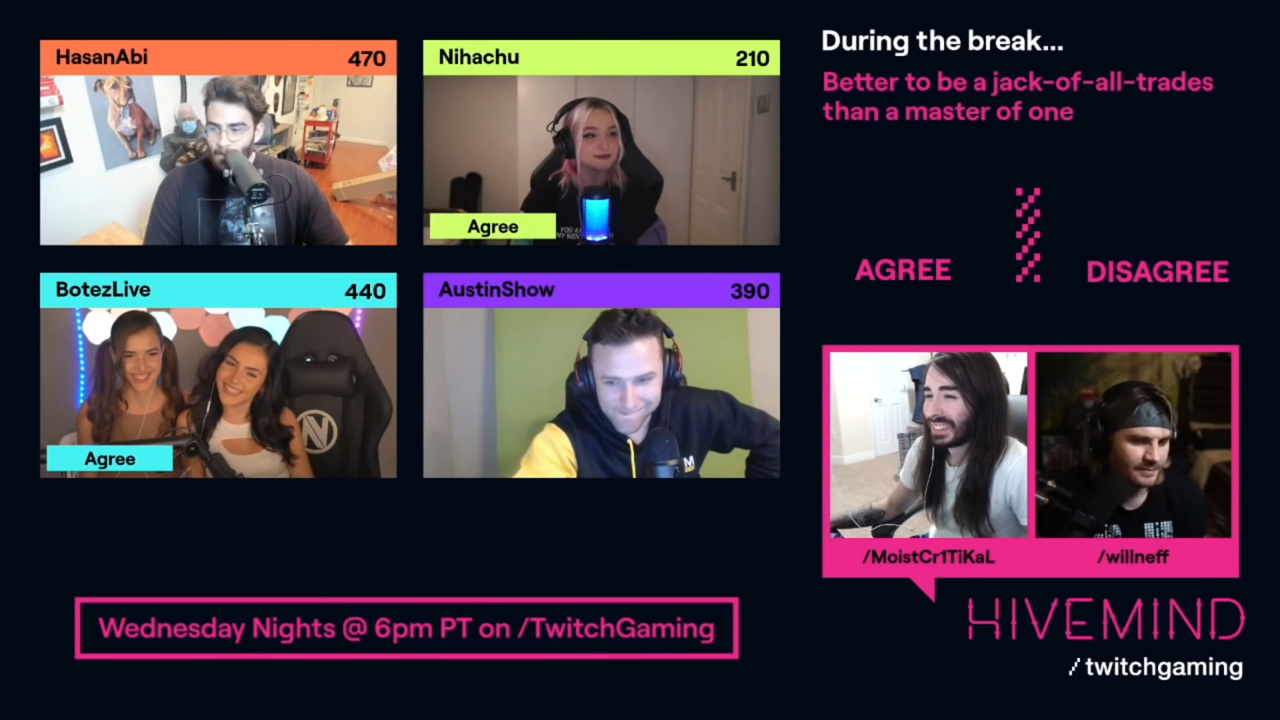 HasanAbi 470
Nihachu 210
During the break...
Better to be a jack-of-all-trades
than a master of one
Agree
AGREE
DISAGREE
BotezLive 440
AustinShow 390
Agree
M
/MoistCr1TiKaL
/willneff
Wednesday Nights @ 6pm PT on /TwitchGaming
HIVEMIND
/twitchgaming